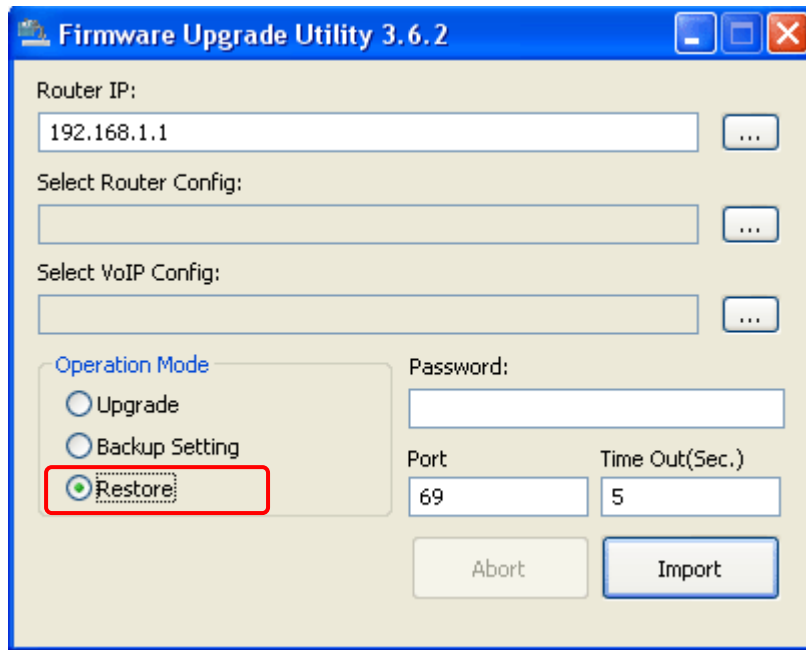 Firmware Upgrade Utility 3.6.2
Router IP:
192.168.1.1
...
Select Router Config:
...
Select VoIP Config:
...
Operation Mode
Upgrade
Backup Setting
Restore
Password:
Port
Time Out(Sec.)
69
5
Abort
Import